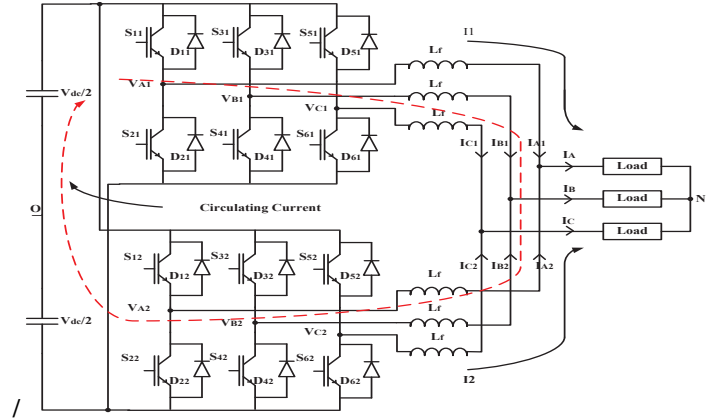 S11 S31 S51 I1
D11 D31 D51 Lf
Vdc/2 VA1 VB1 Lf
VC1 Lf
S21 S41 S61 IC1 IB1 IA1
D21 D41 D61 IA Load
IB Load N
O Circulating Current IC Load
S12 S32 S52 IC2 IB2 IA2
D12 D32 D52 Lf
VA2 VB2 Lf
Vdc/2 VC2 Lf
S22 S42 S62 I2
D22 D42 D62
/